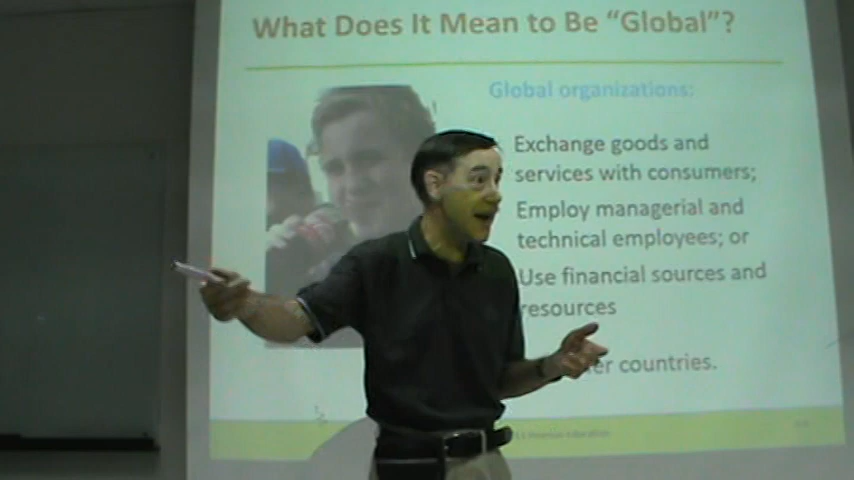 What Does It Mean to Be “Global”?
Global organizations:
Exchange goods and
services with consumers;
Employ managerial and
technical employees; or
Use financial sources and
resources
countries.